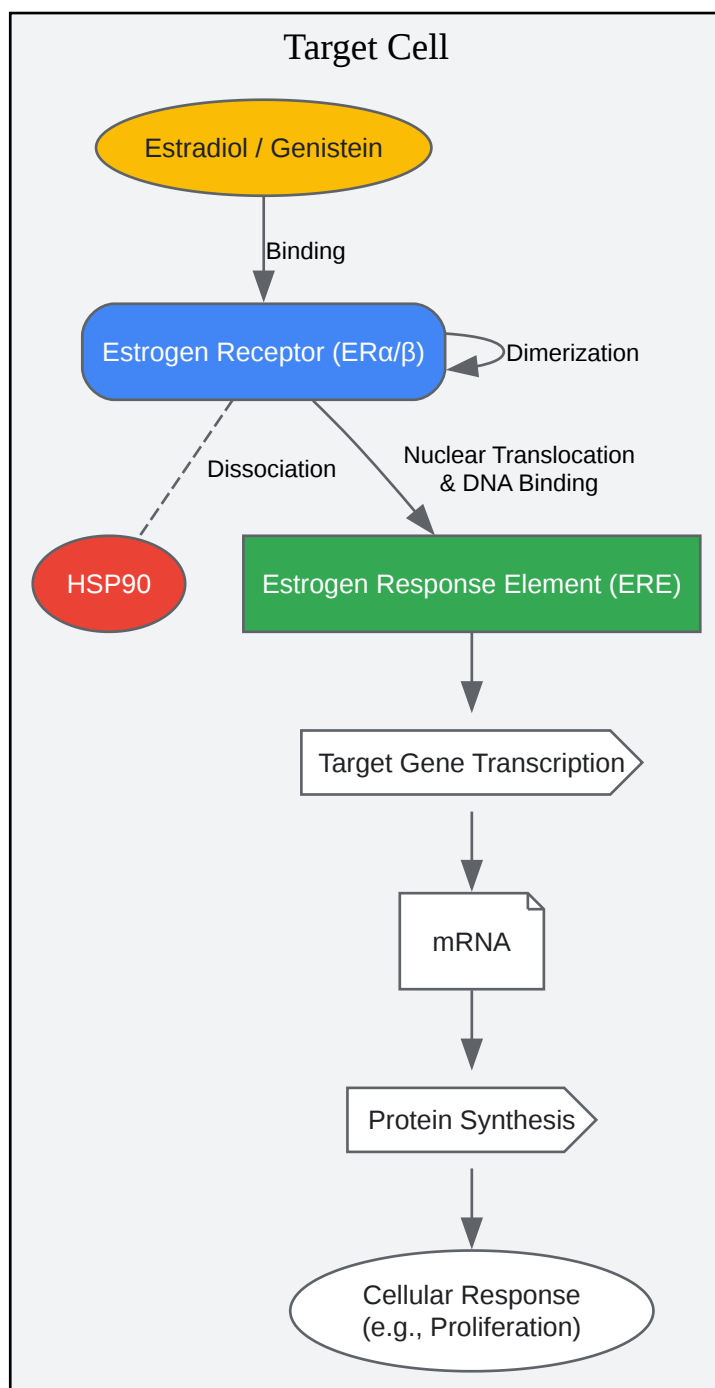 Target Cell
Estradiol / Genistein
Binding
Estrogen Receptor (ERα/β)
Dimerization
Dissociation
Nuclear Translocation
& DNA Binding
HSP90
Estrogen Response Element (ERE)
Target Gene Transcription
mRNA
Protein Synthesis
Cellular Response
(e.g., Proliferation)